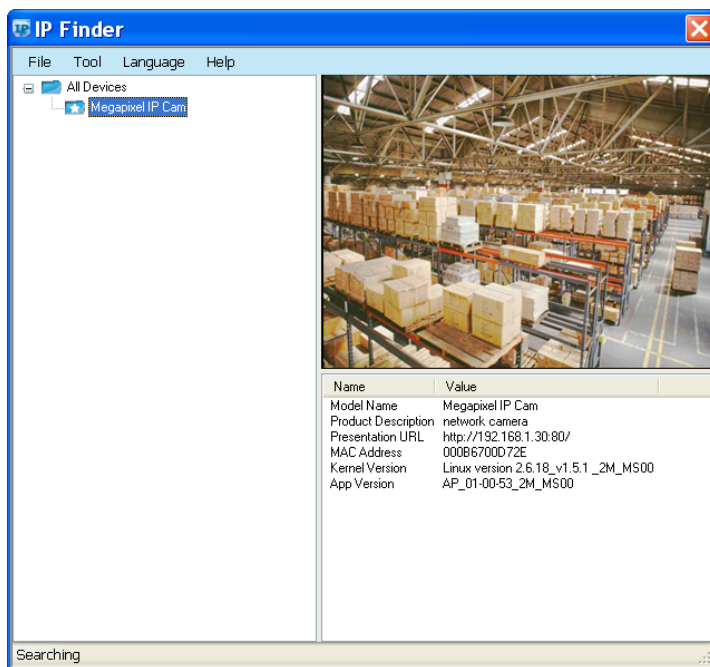 IP Finder
File Tool Language Help
All Devices
Megapixel IP Cam
Name Value
Model Name Megapixel IP Cam
Product Description network camera
Presentation URL http://192.168.1.30:80/
MAC Address 000B6700D72E
Kernel Version Linux version 2.6.18_v1.5.1 _2M_MS00
App Version AP_01-00-53_2M_MS00
Searching